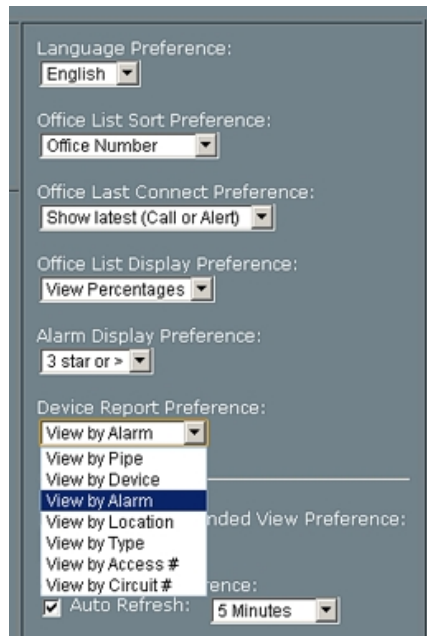 Language Preference:
English
Office List Sort Preference:
Office Number
Office Last Connect Preference:
Show latest (Call or Alert)
Office List Display Preference:
View Percentages
Alarm Display Preference:
3 star or >
Device Report Preference:
View by Alarm
View by Pipe
View by Device
View by Alarm
View by Location
nded View Preference:
View by Type
View by Access #
View by Circuit #
ence:
Auto Refresh: 5 Minutes